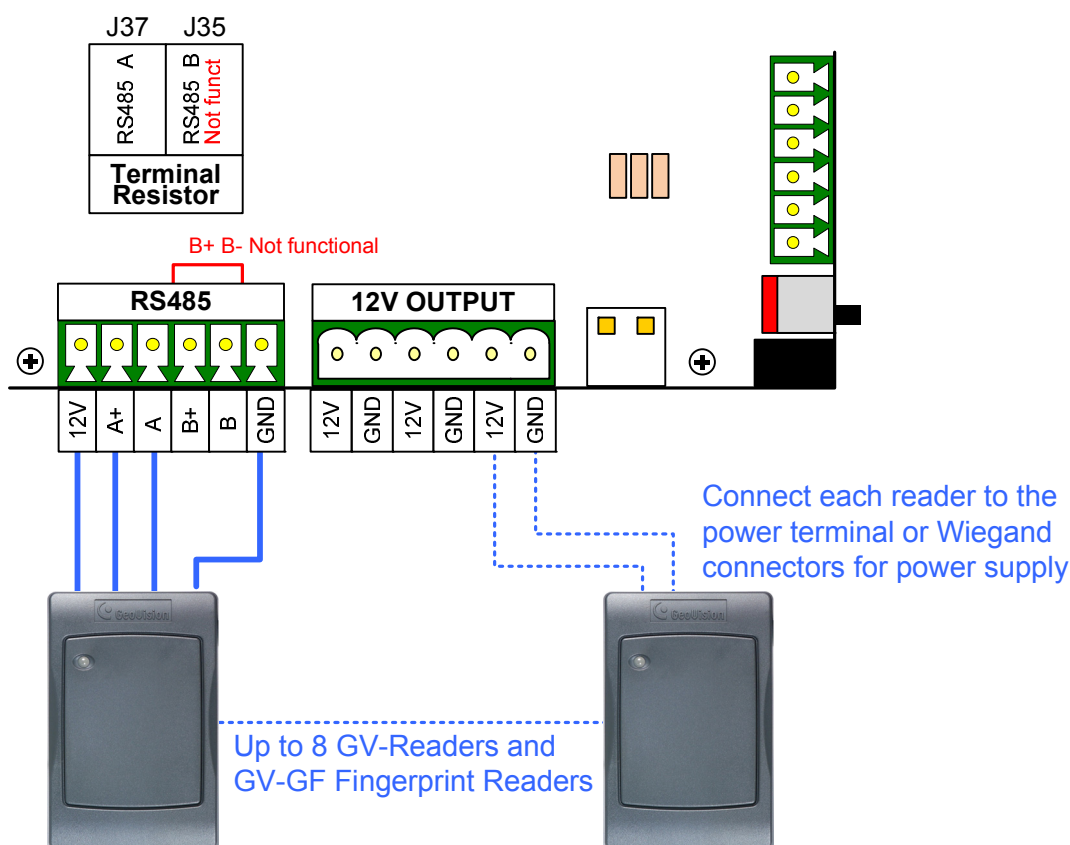 J37 J35
RS485 A
RS485 B
Not funct
Terminal
Resistor
B+ B- Not functional
RS485
12V OUTPUT
12V A+ A B+ B GND
12V GND 12V GND 12V GND
Connect each reader to the
power terminal or Wiegand
connectors for power supply
GeoVision
GeoVision
Up to 8 GV-Readers and
GV-GF Fingerprint Readers